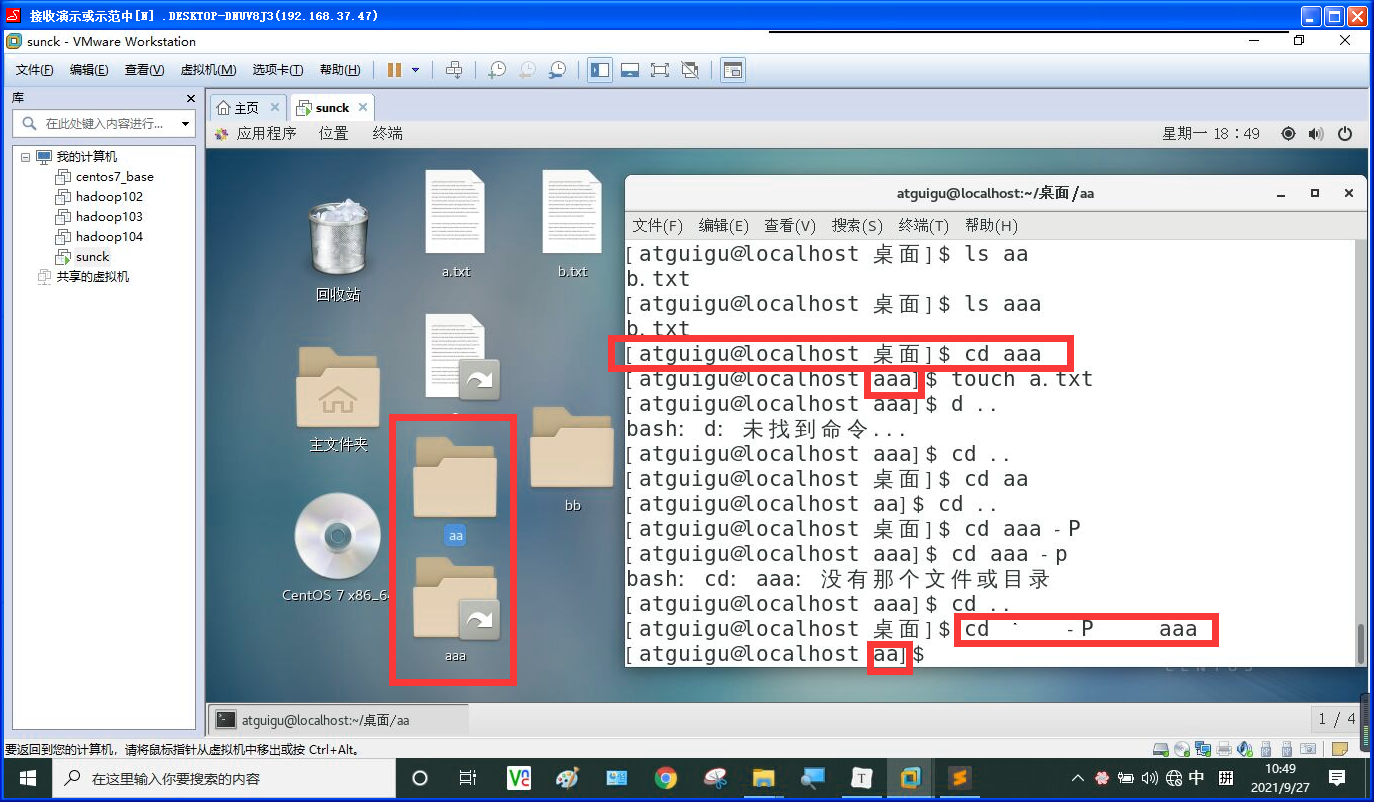 接收演示或示范中[N] .DESKTOP-DNUV8J3(192.168.37.47)
sunck - VMware Workstation
文件(F) 编辑(E) 查看(V) 虚拟机(M) 选项卡(T) 帮助(H)
库
在此处键入内容进行...
我的计算机
centos7_base
hadoop102
hadoop103
hadoop104
sunck
共享的虚拟机
主页 sunck
应用程序 位置 终端 星期一 18：49
回收站
a.txt
b.txt
主文件夹
aa
bb
CentOS 7 x86_6
aaa
atguigu@localhost:~/桌面/aa
文件(F) 编辑(E) 查看(V) 搜索(S) 终端(T) 帮助(H)
[atguigu@localhost 桌面]$ ls aa
b.txt
[atguigu@localhost 桌面]$ ls aaa
b.txt
[atguigu@localhost 桌面]$ cd aaa
[atguigu@localhost aaa]$ touch a.txt
[atguigu@localhost aaa]$ d ..
bash: d: 未找到命令...
[atguigu@localhost aaa]$ cd ..
[atguigu@localhost 桌面]$ cd aa
[atguigu@localhost aa]$ cd ..
[atguigu@localhost 桌面]$ cd aaa -P
[atguigu@localhost aaa]$ cd aaa -p
bash: cd: aaa: 没有那个文件或目录
[atguigu@localhost aaa]$ cd ..
[atguigu@localhost 桌面]$ cd ` -P aaa
[atguigu@localhost aa]$
atguigu@localhost:~/桌面/aa
1 / 4
要返回到您的计算机，请将鼠标指针从虚拟机中移出或按 Ctrl+Alt。
在这里输入你要搜索的内容
中
拼
10:49
2021/9/27